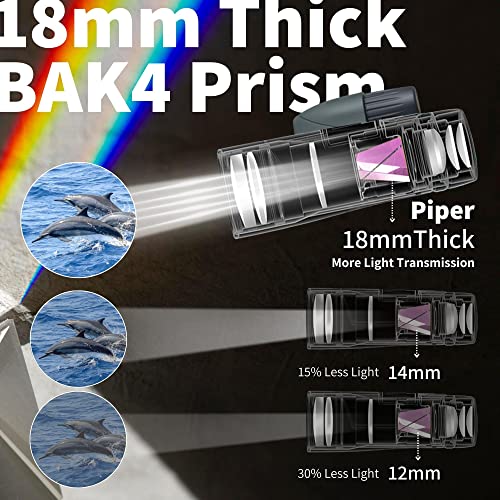 18mm Thick
BAK4 Prism
Piper
18mmThick
More Light Transmission
15% Less Light
14mm
30% Less Light
12mm